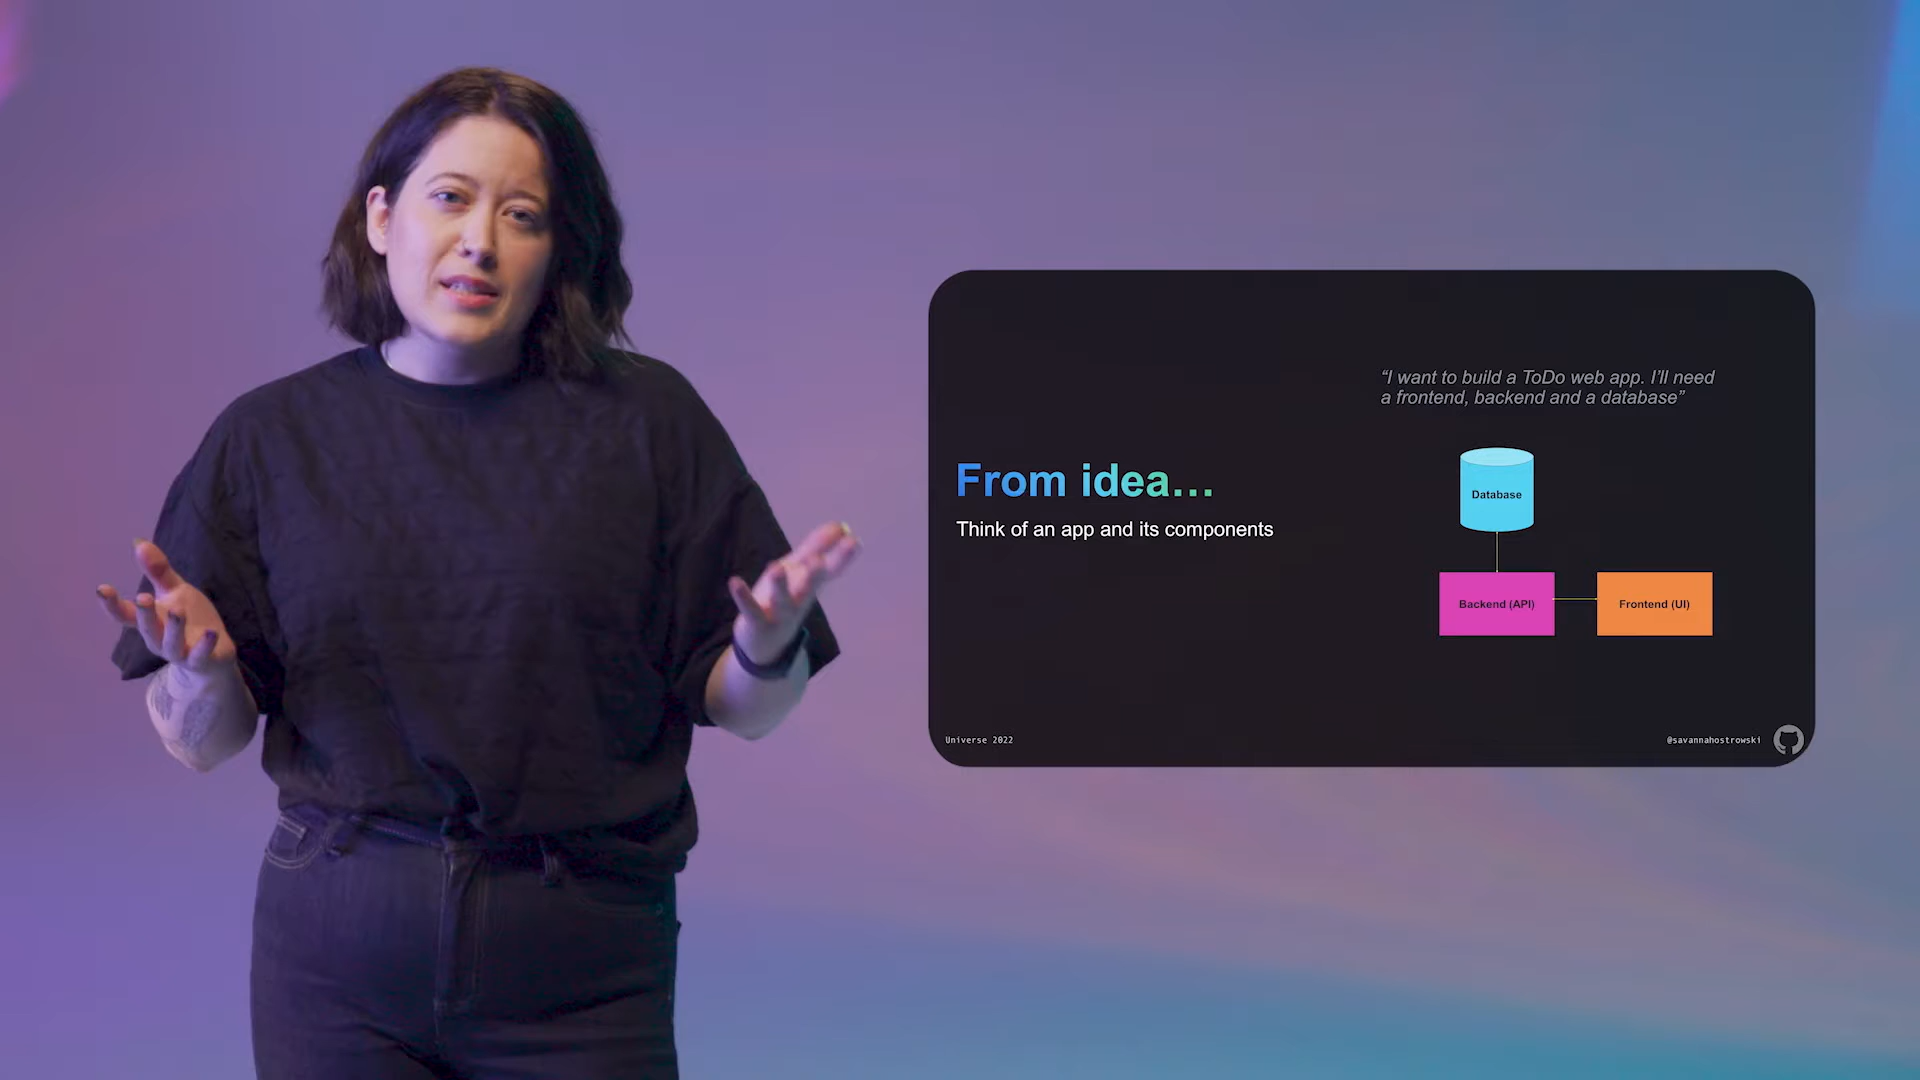 “I want to build a ToDo web app. I’ll need
a frontend, backend and a database”
From idea...
Think of an app and its components
Database
Backend (API)
Frontend (UI)
Universe 2022
@savannahostrowski